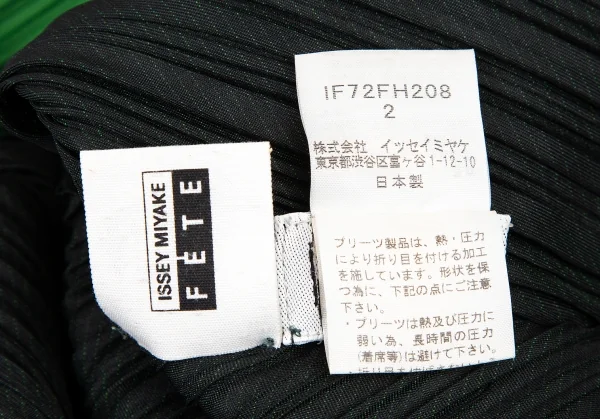 ISSEY MIYAKE
FETE
IF72FH208
2
株式会社 イッセイミヤケ
東京都渋谷区富ヶ谷1-12-10
日本製
プリーツ製品は、熱・圧力
により折り目を付ける加工
を施しています。形状を保
つ為に、下記の点にご注意
下さい。
・プリーツは熱及び圧力に
弱い為、長時間の圧力
(着席等)は避けて下さい。